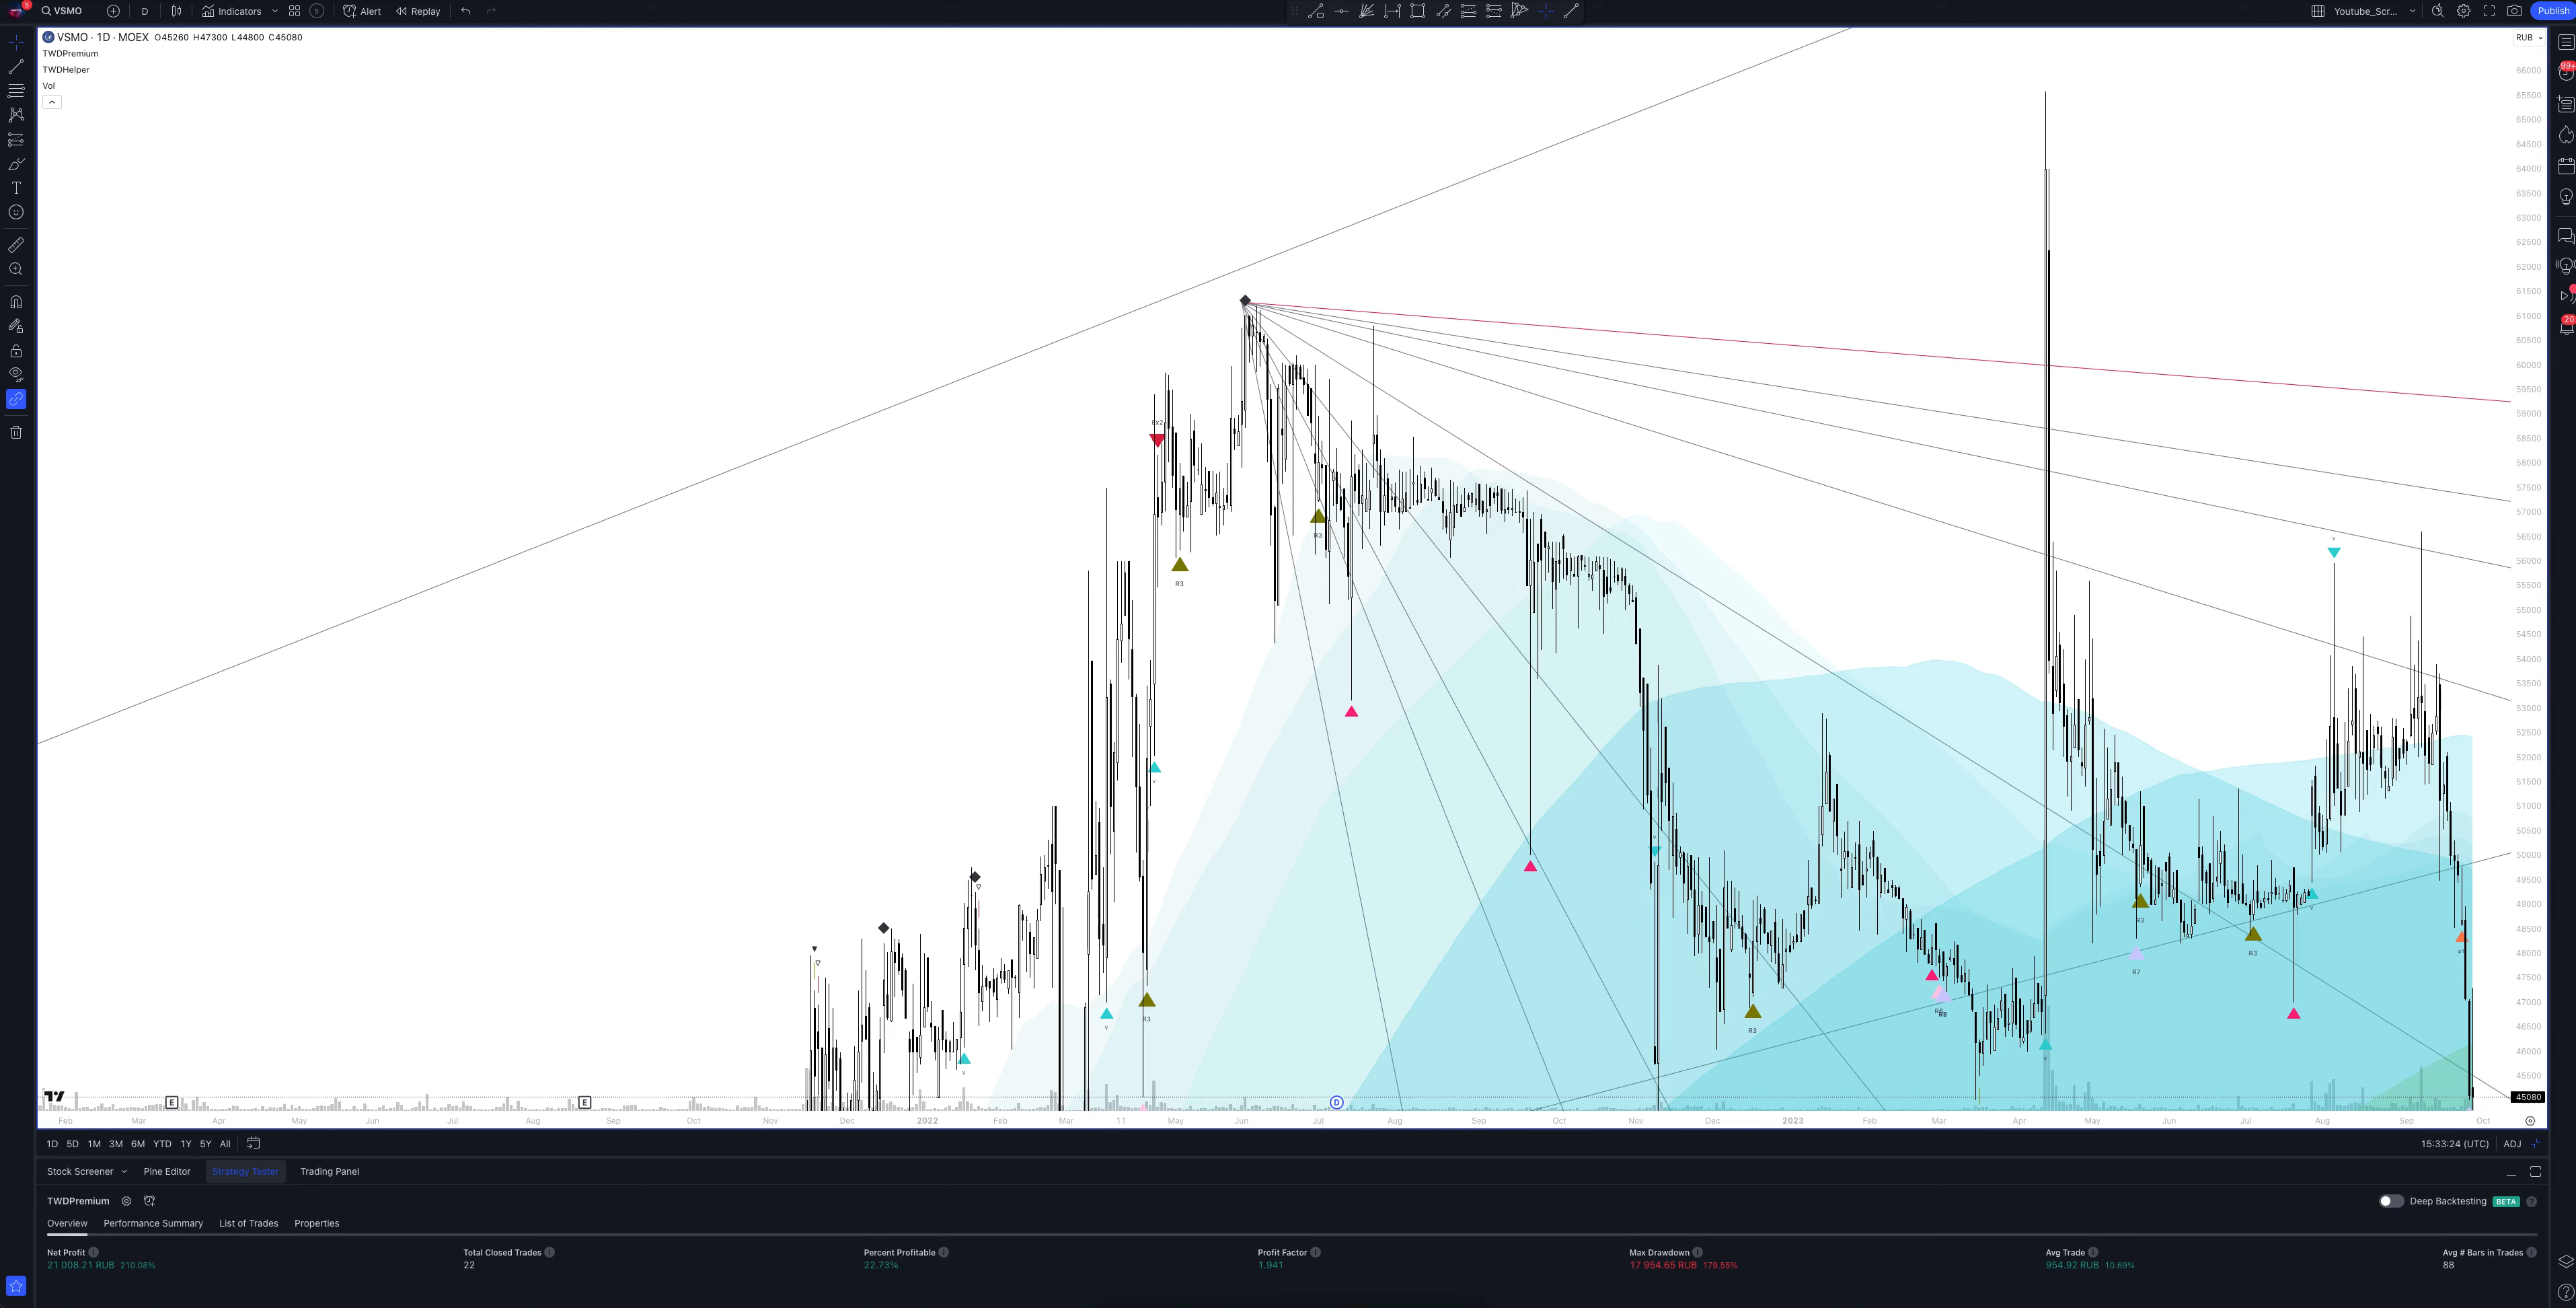 5
VSMO
D
Indicators
5
Alert
Replay
Youtube_Scr...
Publish
VSMO · 1D · MOEX O45260 H47300 L44800 C45080
RUB
TWDPremium
TWDHelper
Vol
99+
20
66000
65500
65000
64500
64000
63500
63000
62500
62000
61500
61000
60500
60000
59500
59000
58500
58000
57500
57000
56500
56000
55500
55000
54500
54000
53500
53000
52500
52000
51500
51000
50500
50000
49500
49000
48500
48000
47500
47000
46500
46000
45500
45080
Ex2
R3
R3
R3
R3
R3
R7
R3
v
v
v
v
v
v
v
E
E
D
Feb Mar Apr May Jun Jul Aug Sep Oct Nov Dec 2022 Feb Mar 11 May Jun Jul Aug Sep Oct Nov Dec 2023 Feb Mar Apr May Jun Jul Aug Sep Oct
1D 5D 1M 3M 6M YTD 1Y 5Y All
15:33:24 (UTC) ADJ
Stock Screener Pine Editor Strategy Tester Trading Panel
TWDPremium
Deep Backtesting BETA
Overview Performance Summary List of Trades Properties
Net Profit Total Closed Trades Percent Profitable Profit Factor Max Drawdown Avg Trade Avg # Bars in Trades
21 008.21 RUB 210.08% 22 22.73% 1.941 17 954.65 RUB 179.55% 954.92 RUB 10.69% 88